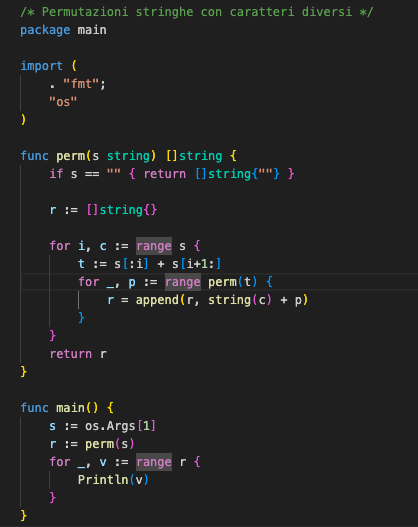 /* Permutazioni stringhe con caratteri diversi */
package main
import (
. "fmt";
"os"
)
func perm(s string) []string {
if s == "" { return []string{""} }
r := []string{}
for i, c := range s {
t := s[:i] + s[i+1:]
for _, p := range perm(t) {
r = append(r, string(c) + p)
}
}
return r
}
func main() {
s := os.Args[1]
r := perm(s)
for _, v := range r {
Println(v)
}
}